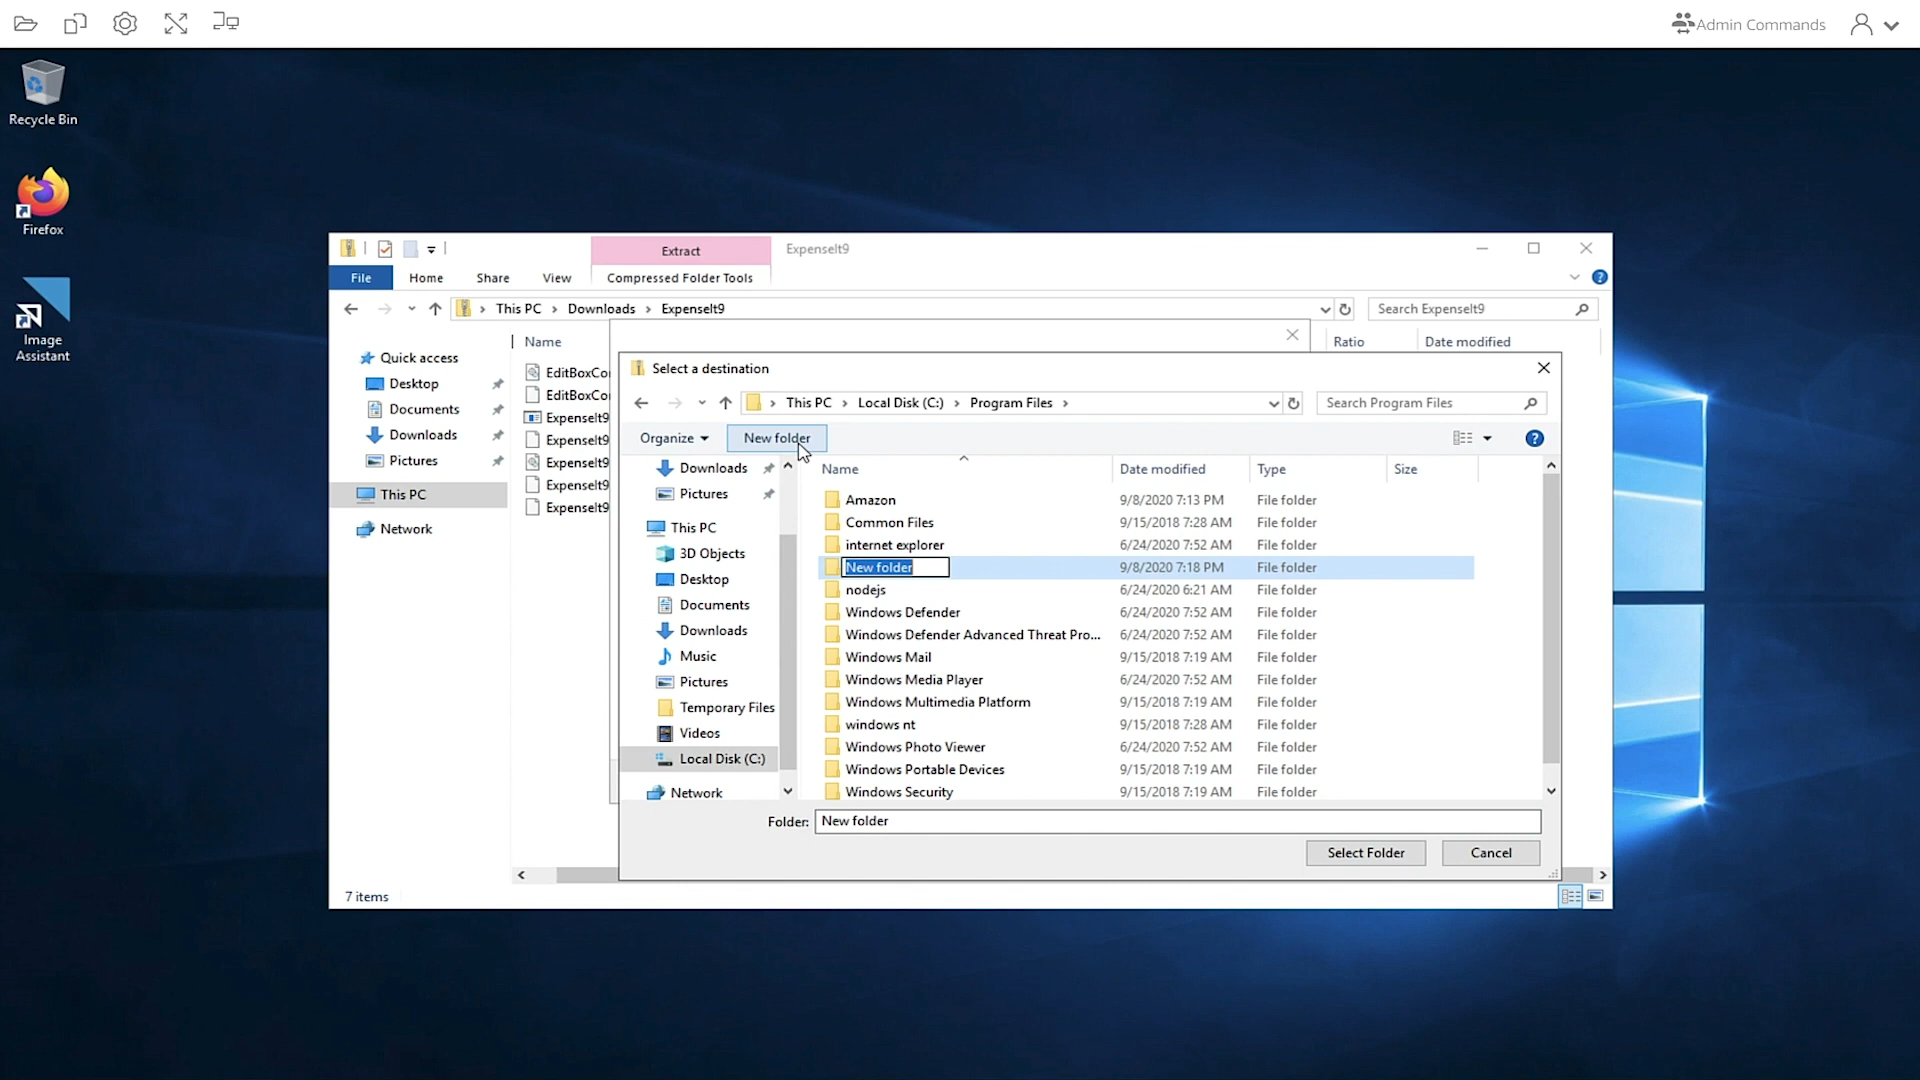 Admin Commands
Recycle Bin
Firefox
Image
Assistant
Extract
ExpenseIt9
File
Home
Share
View
Compressed Folder Tools
This PC
Downloads
ExpenseIt9
Search ExpenseIt9
Name
Ratio
Date modified
Quick access
Desktop
Documents
Downloads
Pictures
This PC
Network
EditBoxCo
EditBoxCo
ExpenseIt9
ExpenseIt9
ExpenseIt9
ExpenseIt9
ExpenseIt9
7 items
Select a destination
This PC
Local Disk (C:)
Program Files
Search Program Files
Organize
New folder
Downloads
Pictures
This PC
3D Objects
Desktop
Documents
Downloads
Music
Pictures
Temporary Files
Videos
Local Disk (C:)
Network
Name Date modified Type Size
Amazon 9/8/2020 7:13 PM File folder
Common Files 9/15/2018 7:28 AM File folder
internet explorer 6/24/2020 7:52 AM File folder
New folder 9/8/2020 7:18 PM File folder
nodejs 6/24/2020 6:21 AM File folder
Windows Defender 6/24/2020 7:52 AM File folder
Windows Defender Advanced Threat Pro... 6/24/2020 7:52 AM File folder
Windows Mail 9/15/2018 7:19 AM File folder
Windows Media Player 6/24/2020 7:52 AM File folder
Windows Multimedia Platform 9/15/2018 7:19 AM File folder
windows nt 9/15/2018 7:28 AM File folder
Windows Photo Viewer 6/24/2020 7:52 AM File folder
Windows Portable Devices 9/15/2018 7:19 AM File folder
Windows Security 9/15/2018 7:19 AM File folder
Folder: New folder
Select Folder
Cancel